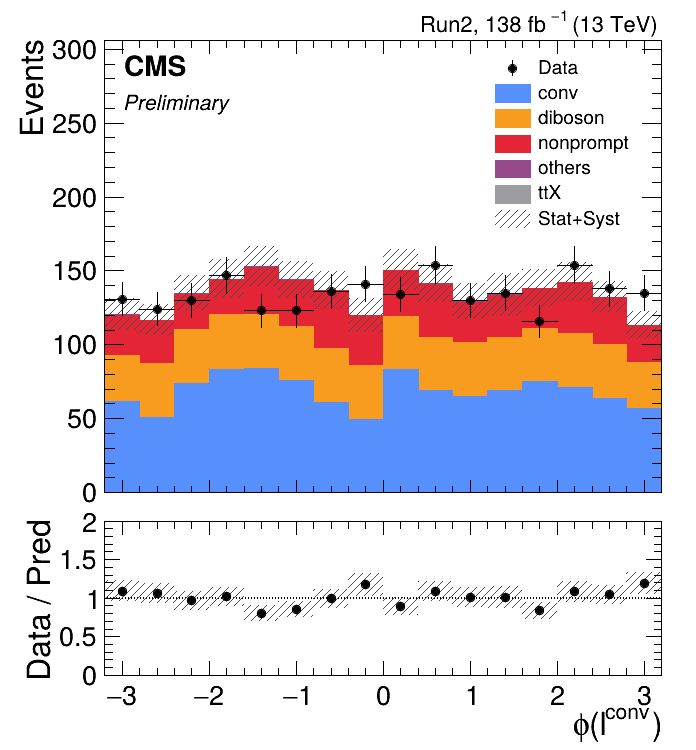 Run2, 138 fb⁻¹ (13 TeV)
Events
300
250
200
150
100
50
0
CMS
Preliminary
Data
conv
diboson
nonprompt
others
ttX
Stat+Syst
Data / Pred
2
1.5
1
0.5
0
−3 −2 −1 0 1 2 3
ϕ(l^conv)